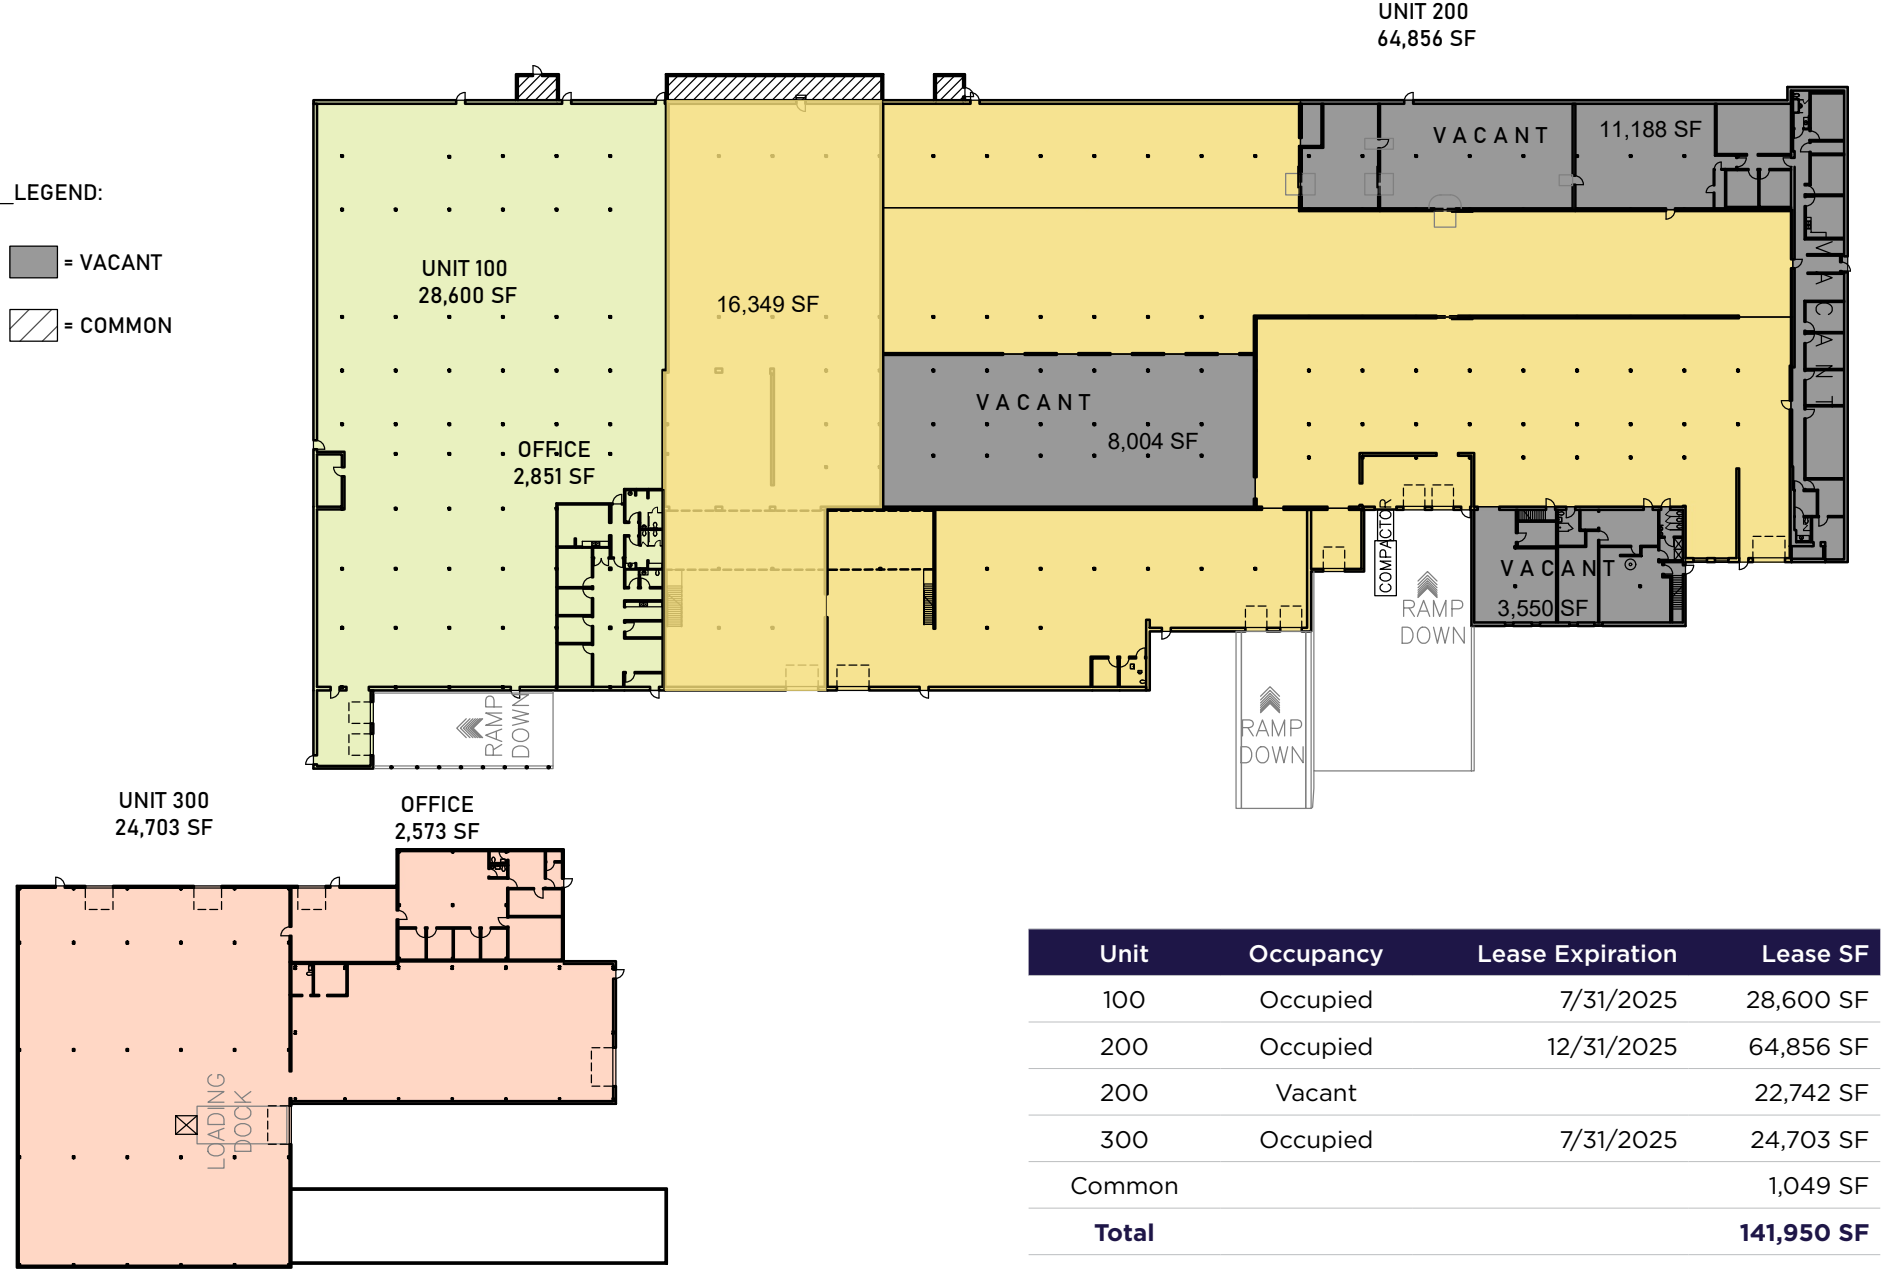 UNIT 200
64,856 SF
_LEGEND:
= VACANT
= COMMON
UNIT 100
28,600 SF
OFFICE
2,851 SF
16,349 SF
VACANT
11,188 SF
VACANT
VACANT
8,004 SF
COMPACTOR
VACANT
3,550 SF
RAMP
DOWN
RAMP
DOWN
RAMP
DOWN
UNIT 300
24,703 SF
OFFICE
2,573 SF
LOADING
DOCK
Unit Occupancy Lease Expiration Lease SF
100 Occupied 7/31/2025 28,600 SF
200 Occupied 12/31/2025 64,856 SF
200 Vacant 22,742 SF
300 Occupied 7/31/2025 24,703 SF
Common 1,049 SF
Total 141,950 SF